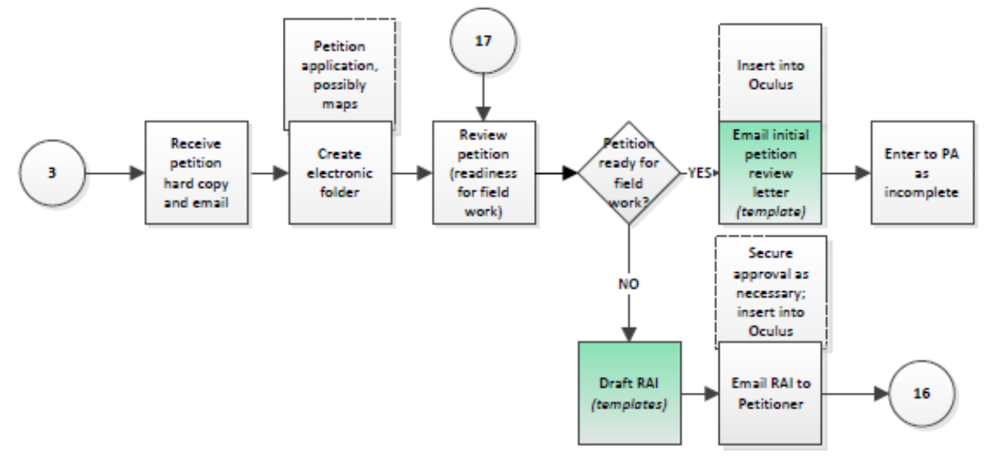 Petition
application,
possibly
maps
17
Insert into
Oculus
3
Receive
petition
hard copy
and email
Create
electronic
folder
Review
petition
(readiness
for field
work)
Petition
ready for
field
work?
YES
Email initial
petition
review
letter
(template)
Enter to PA
as
incomplete
NO
Secure
approval as
necessary;
insert into
Oculus
Draft RAI
(templates)
Email RAI to
Petitioner
16